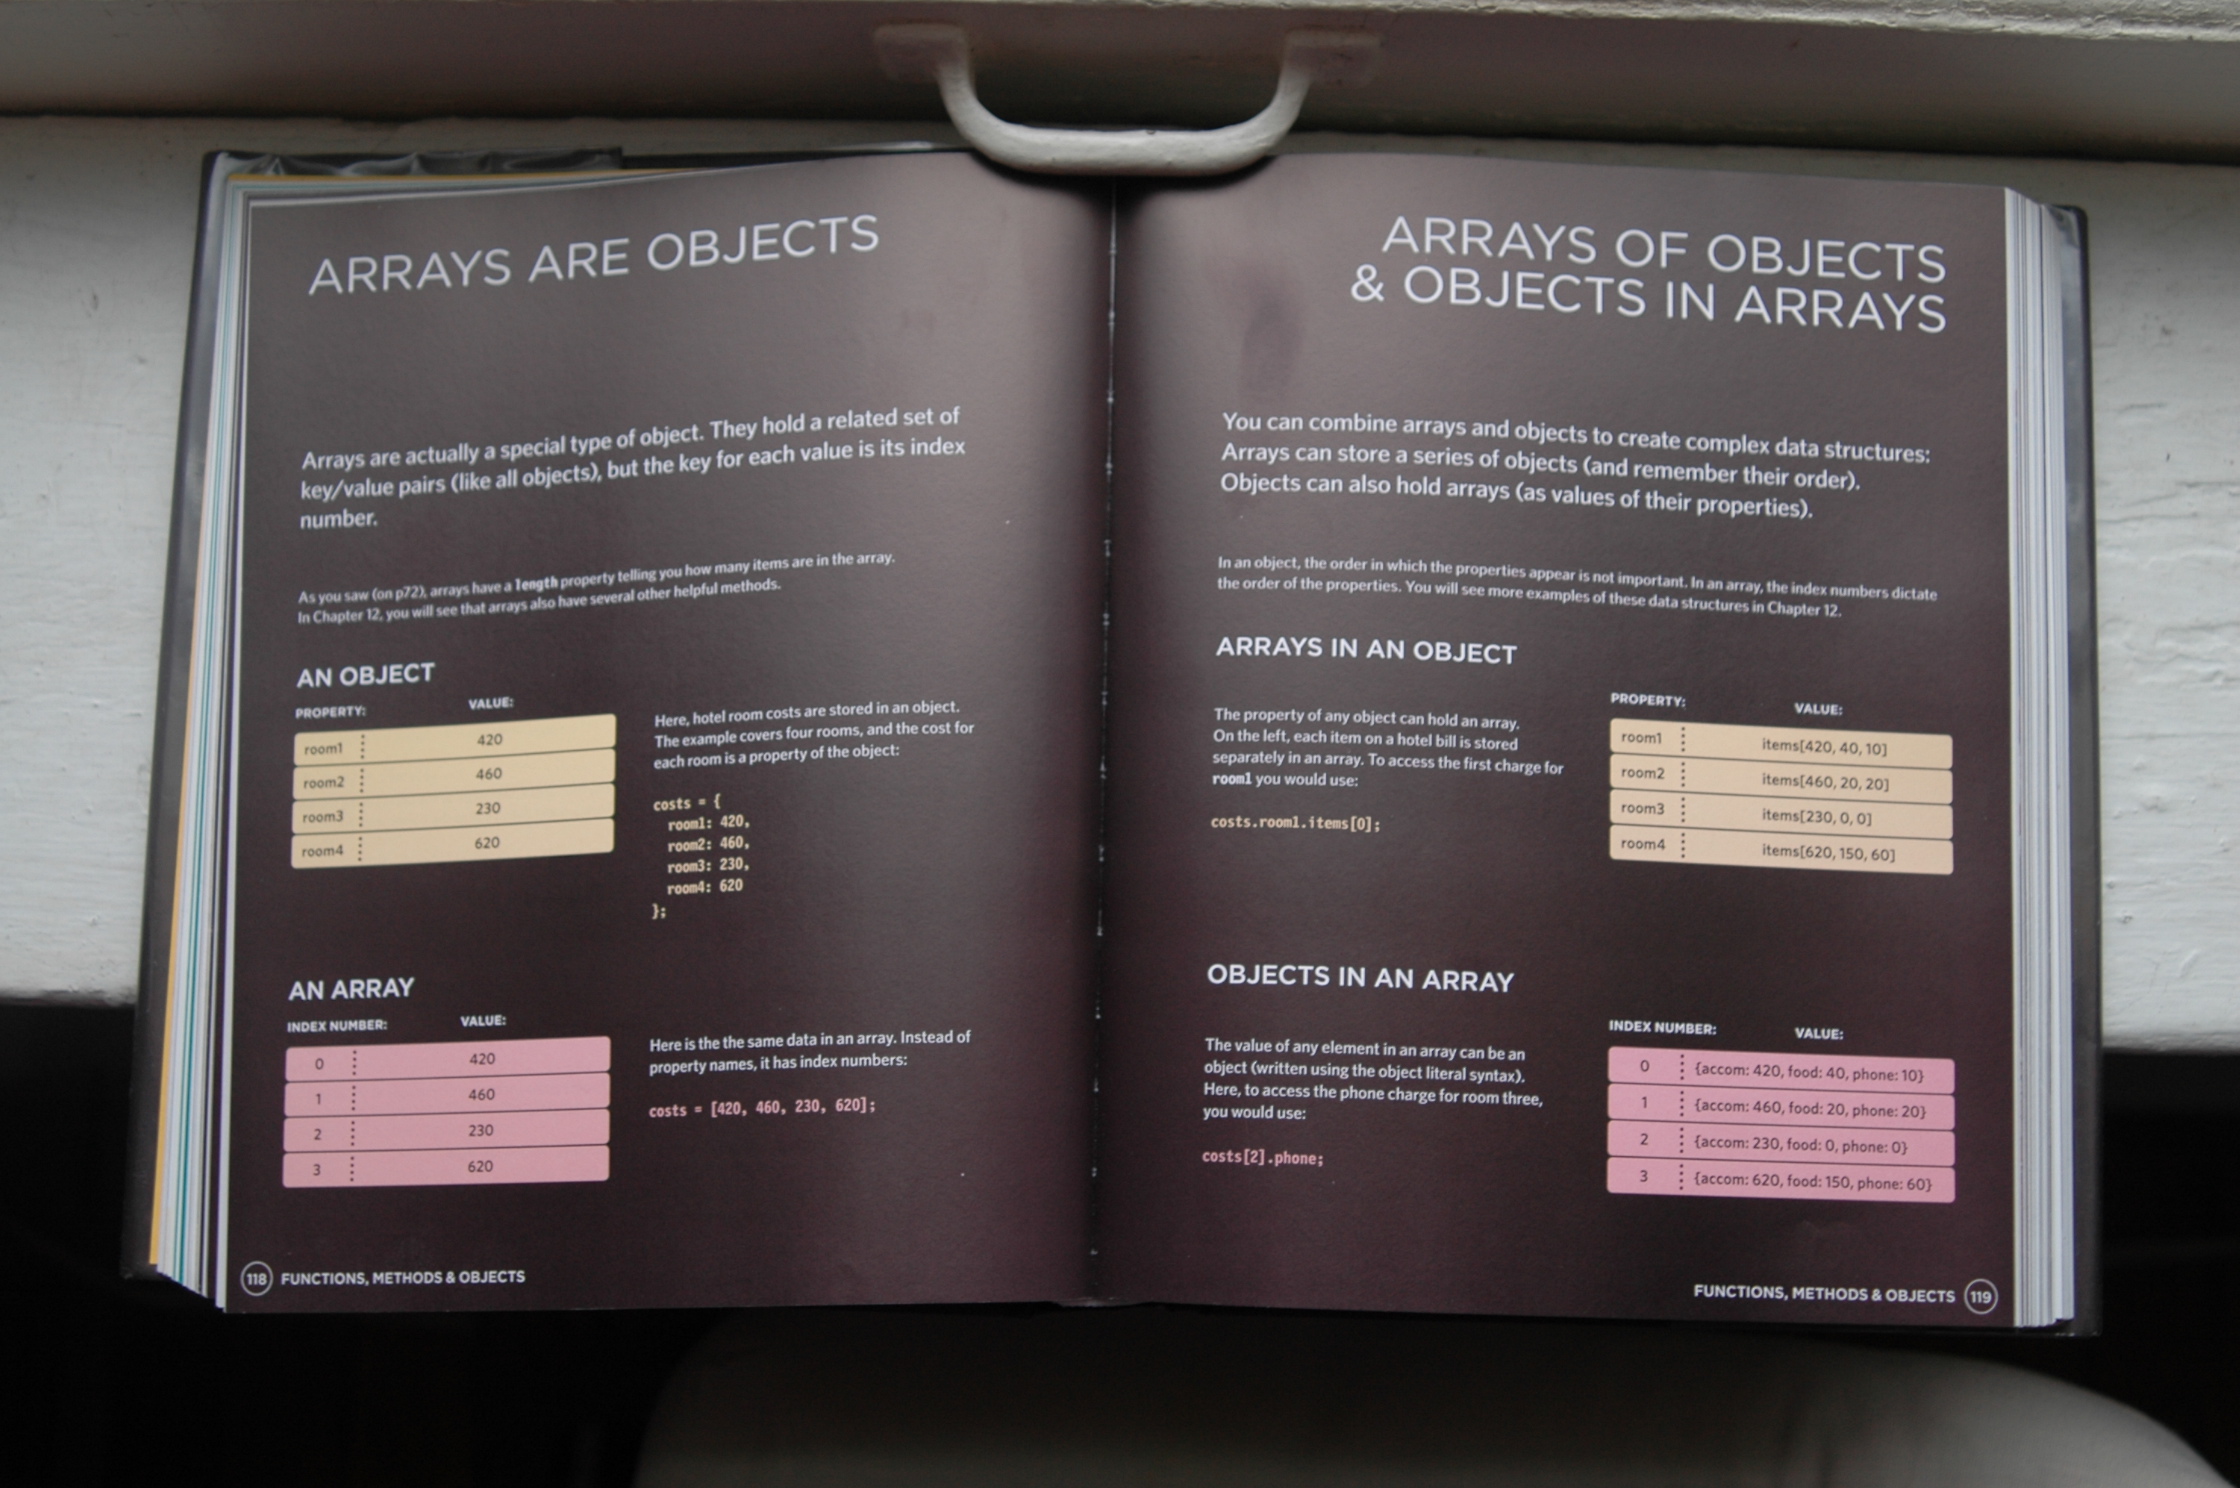 ARRAYS ARE OBJECTS
Arrays are actually a special type of object. They hold a related set of
key/value pairs (like all objects), but the key for each value is its index
number.
As you saw (on p72), arrays have a length property telling you how many items are in the array.
In Chapter 12, you will see that arrays also have several other helpful methods.
AN OBJECT
PROPERTY: VALUE:
room1 420
room2 460
room3 230
room4 620
Here, hotel room costs are stored in an object.
The example covers four rooms, and the cost for
each room is a property of the object:
costs = {
room1: 420,
room2: 460,
room3: 230,
room4: 620
};
AN ARRAY
INDEX NUMBER: VALUE:
0 420
1 460
2 230
3 620
Here is the the same data in an array. Instead of
property names, it has index numbers:
costs = [420, 460, 230, 620];
118 FUNCTIONS, METHODS & OBJECTS
ARRAYS OF OBJECTS
& OBJECTS IN ARRAYS
You can combine arrays and objects to create complex data structures:
Arrays can store a series of objects (and remember their order).
Objects can also hold arrays (as values of their properties).
In an object, the order in which the properties appear is not important. In an array, the index numbers dictate
the order of the properties. You will see more examples of these data structures in Chapter 12.
ARRAYS IN AN OBJECT
The property of any object can hold an array.
On the left, each item on a hotel bill is stored
separately in an array. To access the first charge for
room1 you would use:
costs.room1.items[0];
PROPERTY: VALUE:
room1 items[420, 40, 10]
room2 items[460, 20, 20]
room3 items[230, 0, 0]
room4 items[620, 150, 60]
OBJECTS IN AN ARRAY
The value of any element in an array can be an
object (written using the object literal syntax).
Here, to access the phone charge for room three,
you would use:
costs[2].phone;
INDEX NUMBER: VALUE:
0 {accom: 420, food: 40, phone: 10}
1 {accom: 460, food: 20, phone: 20}
2 {accom: 230, food: 0, phone: 0}
3 {accom: 620, food: 150, phone: 60}
FUNCTIONS, METHODS & OBJECTS 119